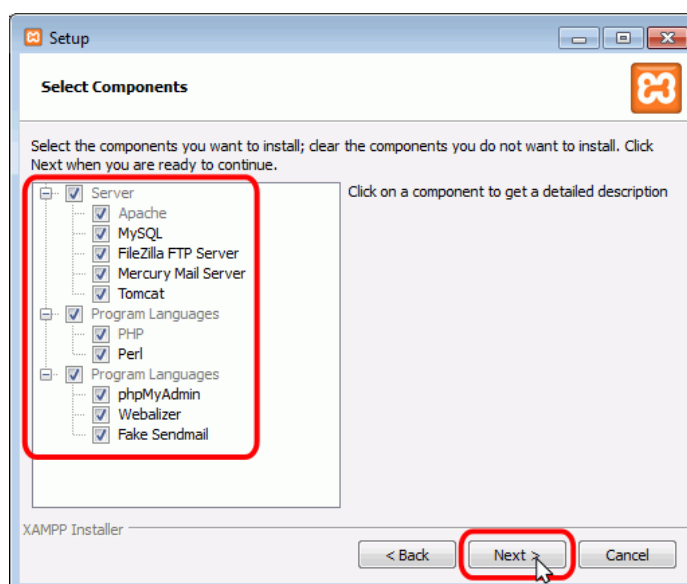 Setup
Select Components
Select the components you want to install; clear the components you do not want to install. Click
Next when you are ready to continue.
Server
Apache
MySQL
FileZilla FTP Server
Mercury Mail Server
Tomcat
Program Languages
PHP
Perl
Program Languages
phpMyAdmin
Webalizer
Fake Sendmail
Click on a component to get a detailed description
XAMPP Installer
< Back
Next >
Cancel